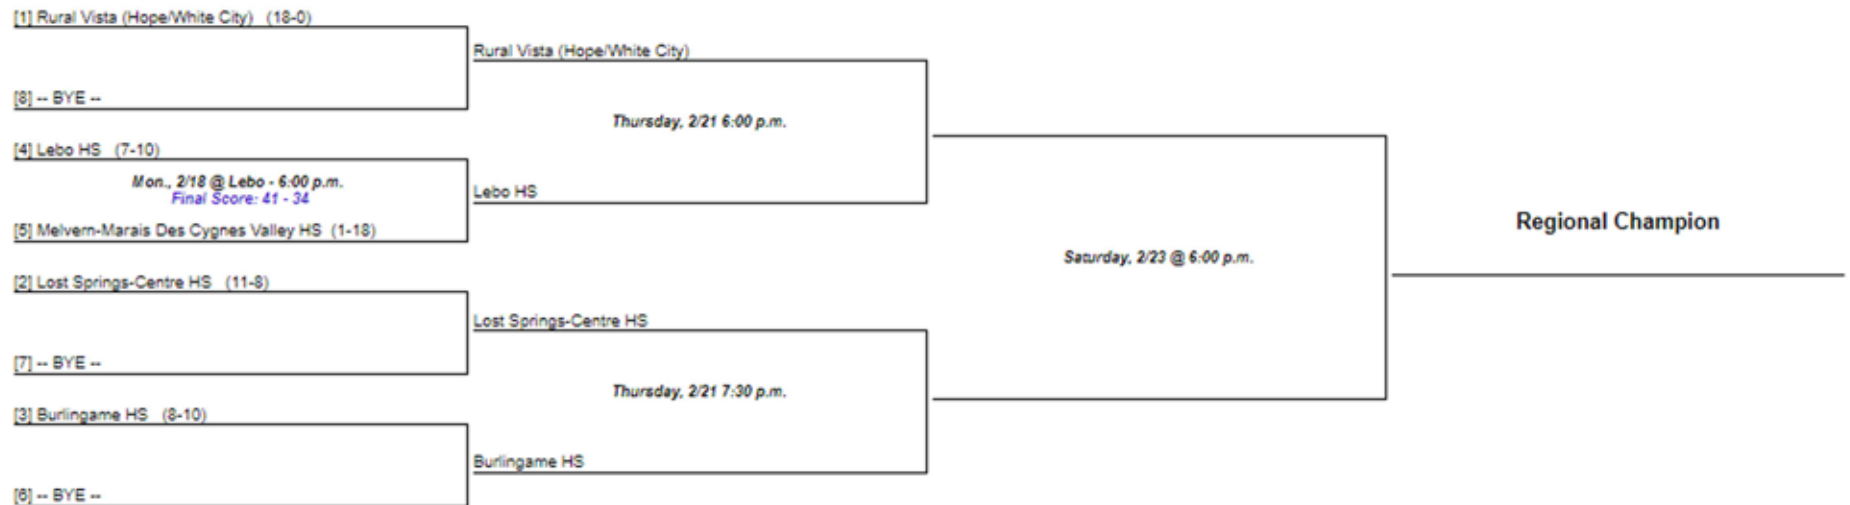 [1] Rural Vista (Hope/White City) (18-0)
Rural Vista (Hope/White City)
[8] -- BYE --
Thursday, 2/21 6:00 p.m.
[4] Lebo HS (7-10)
Mon., 2/18 @ Lebo - 6:00 p.m.
Final Score: 41 - 34
Lebo HS
[5] Melvern-Marais Des Cygnes Valley HS (1-18)
Regional Champion
Saturday, 2/23 @ 6:00 p.m.
[2] Lost Springs-Centre HS (11-8)
Lost Springs-Centre HS
[7] -- BYE --
Thursday, 2/21 7:30 p.m.
[3] Burlingame HS (8-10)
Burlingame HS
[6] -- BYE --